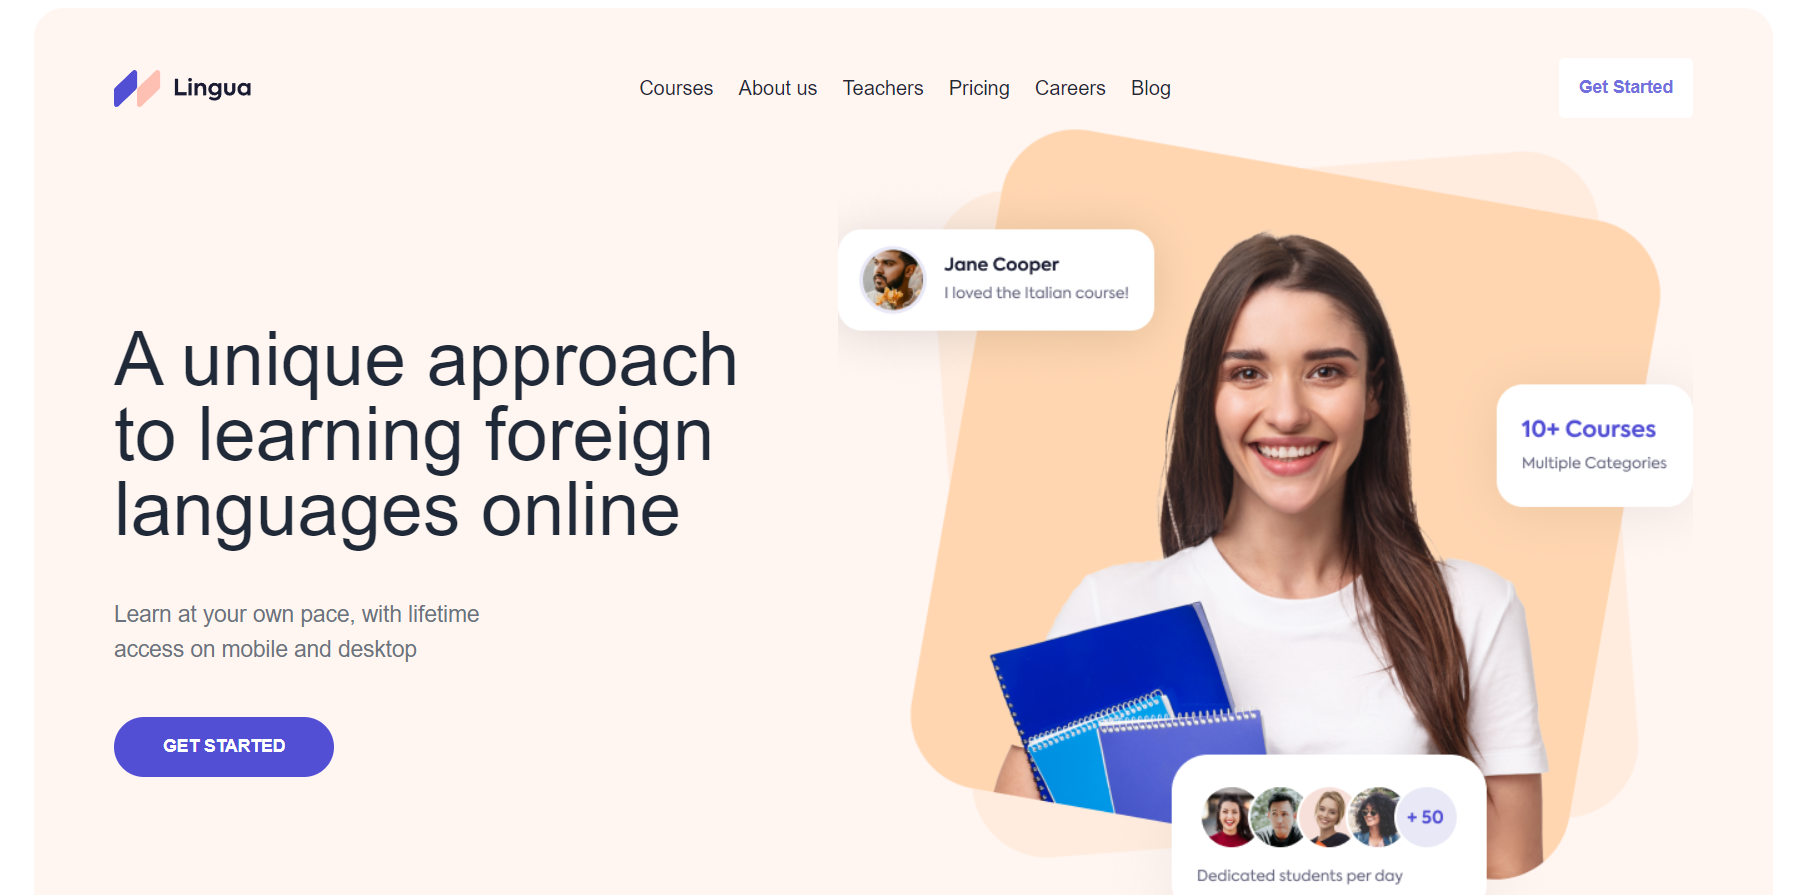 Lingua
Courses About us Teachers Pricing Careers Blog
Get Started
A unique approach
to learning foreign
languages online
Learn at your own pace, with lifetime
access on mobile and desktop
GET STARTED
Jane Cooper
I loved the Italian course!
10+ Courses
Multiple Categories
+ 50
Dedicated students per day